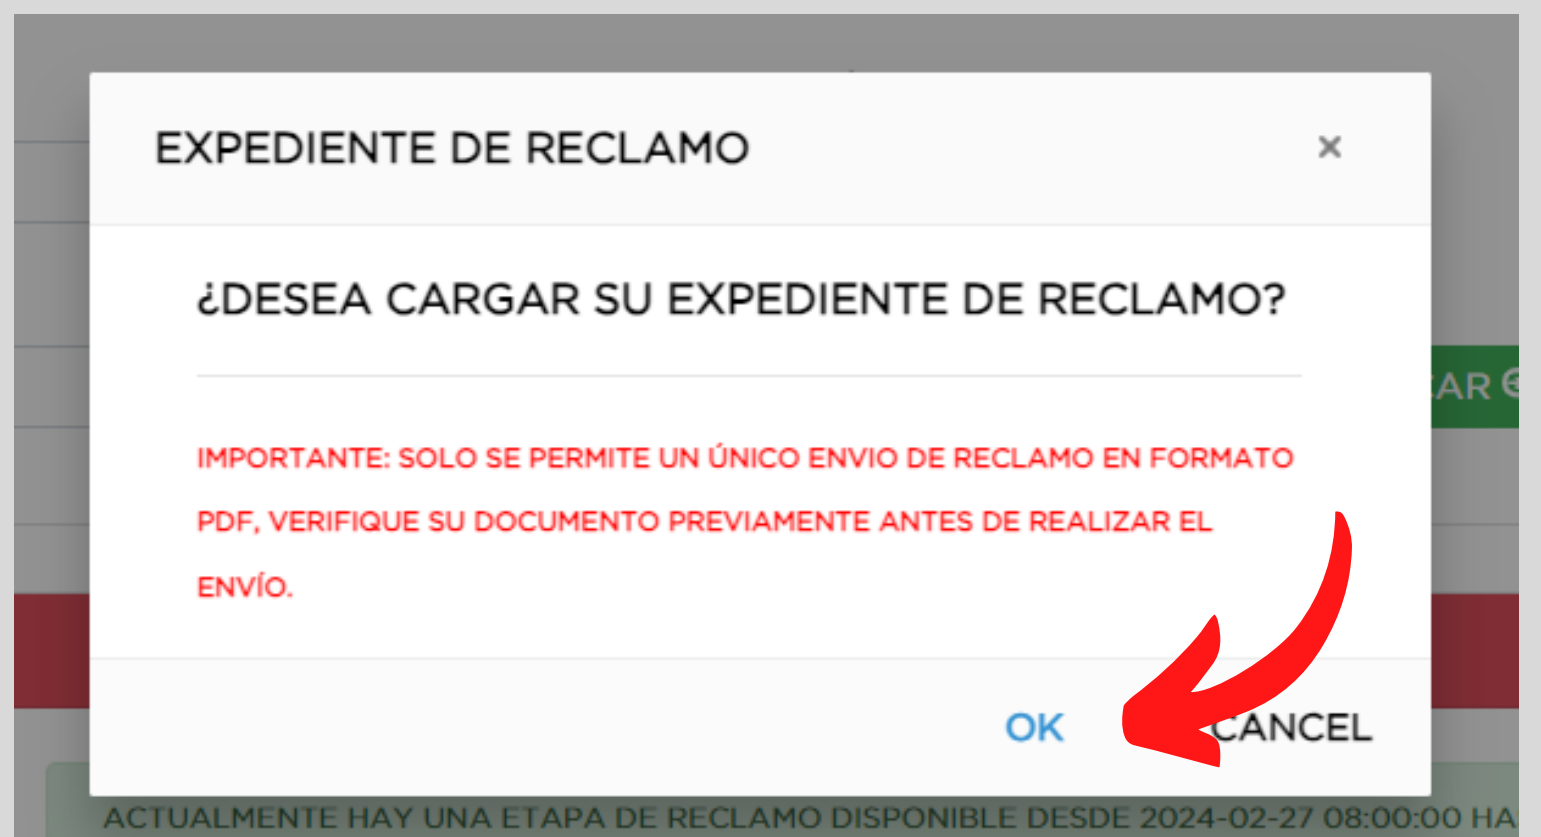 EXPEDIENTE DE RECLAMO
×
¿DESEA CARGAR SU EXPEDIENTE DE RECLAMO?
IMPORTANTE: SOLO SE PERMITE UN ÚNICO ENVIO DE RECLAMO EN FORMATO
PDF, VERIFIQUE SU DOCUMENTO PREVIAMENTE ANTES DE REALIZAR EL
ENVÍO.
OK CANCEL
ACTUALMENTE HAY UNA ETAPA DE RECLAMO DISPONIBLE DESDE 2024-02-27 08:00:00